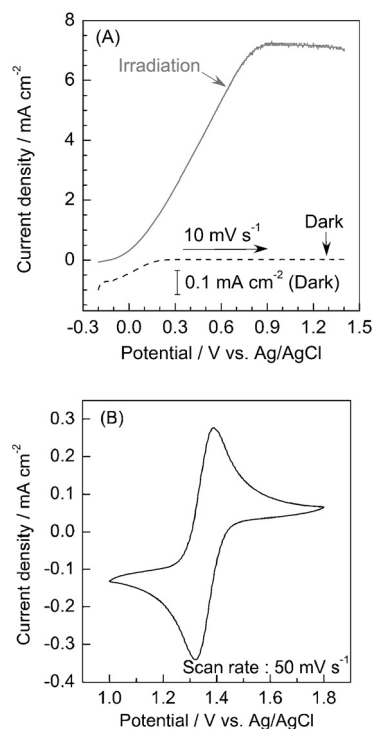 (A)
Irradiation
Dark
10 mV s⁻¹
0.1 mA cm⁻² (Dark)
Current density / mA cm⁻²
8
6
4
2
0
-0.3 0.0 0.3 0.6 0.9 1.2 1.5
Potential / V vs. Ag/AgCl
(B)
Current density / mA cm⁻²
0.3
0.2
0.1
0.0
-0.1
-0.2
-0.3
-0.4
Scan rate : 50 mV s⁻¹
1.0 1.2 1.4 1.6 1.8
Potential / V vs. Ag/AgCl